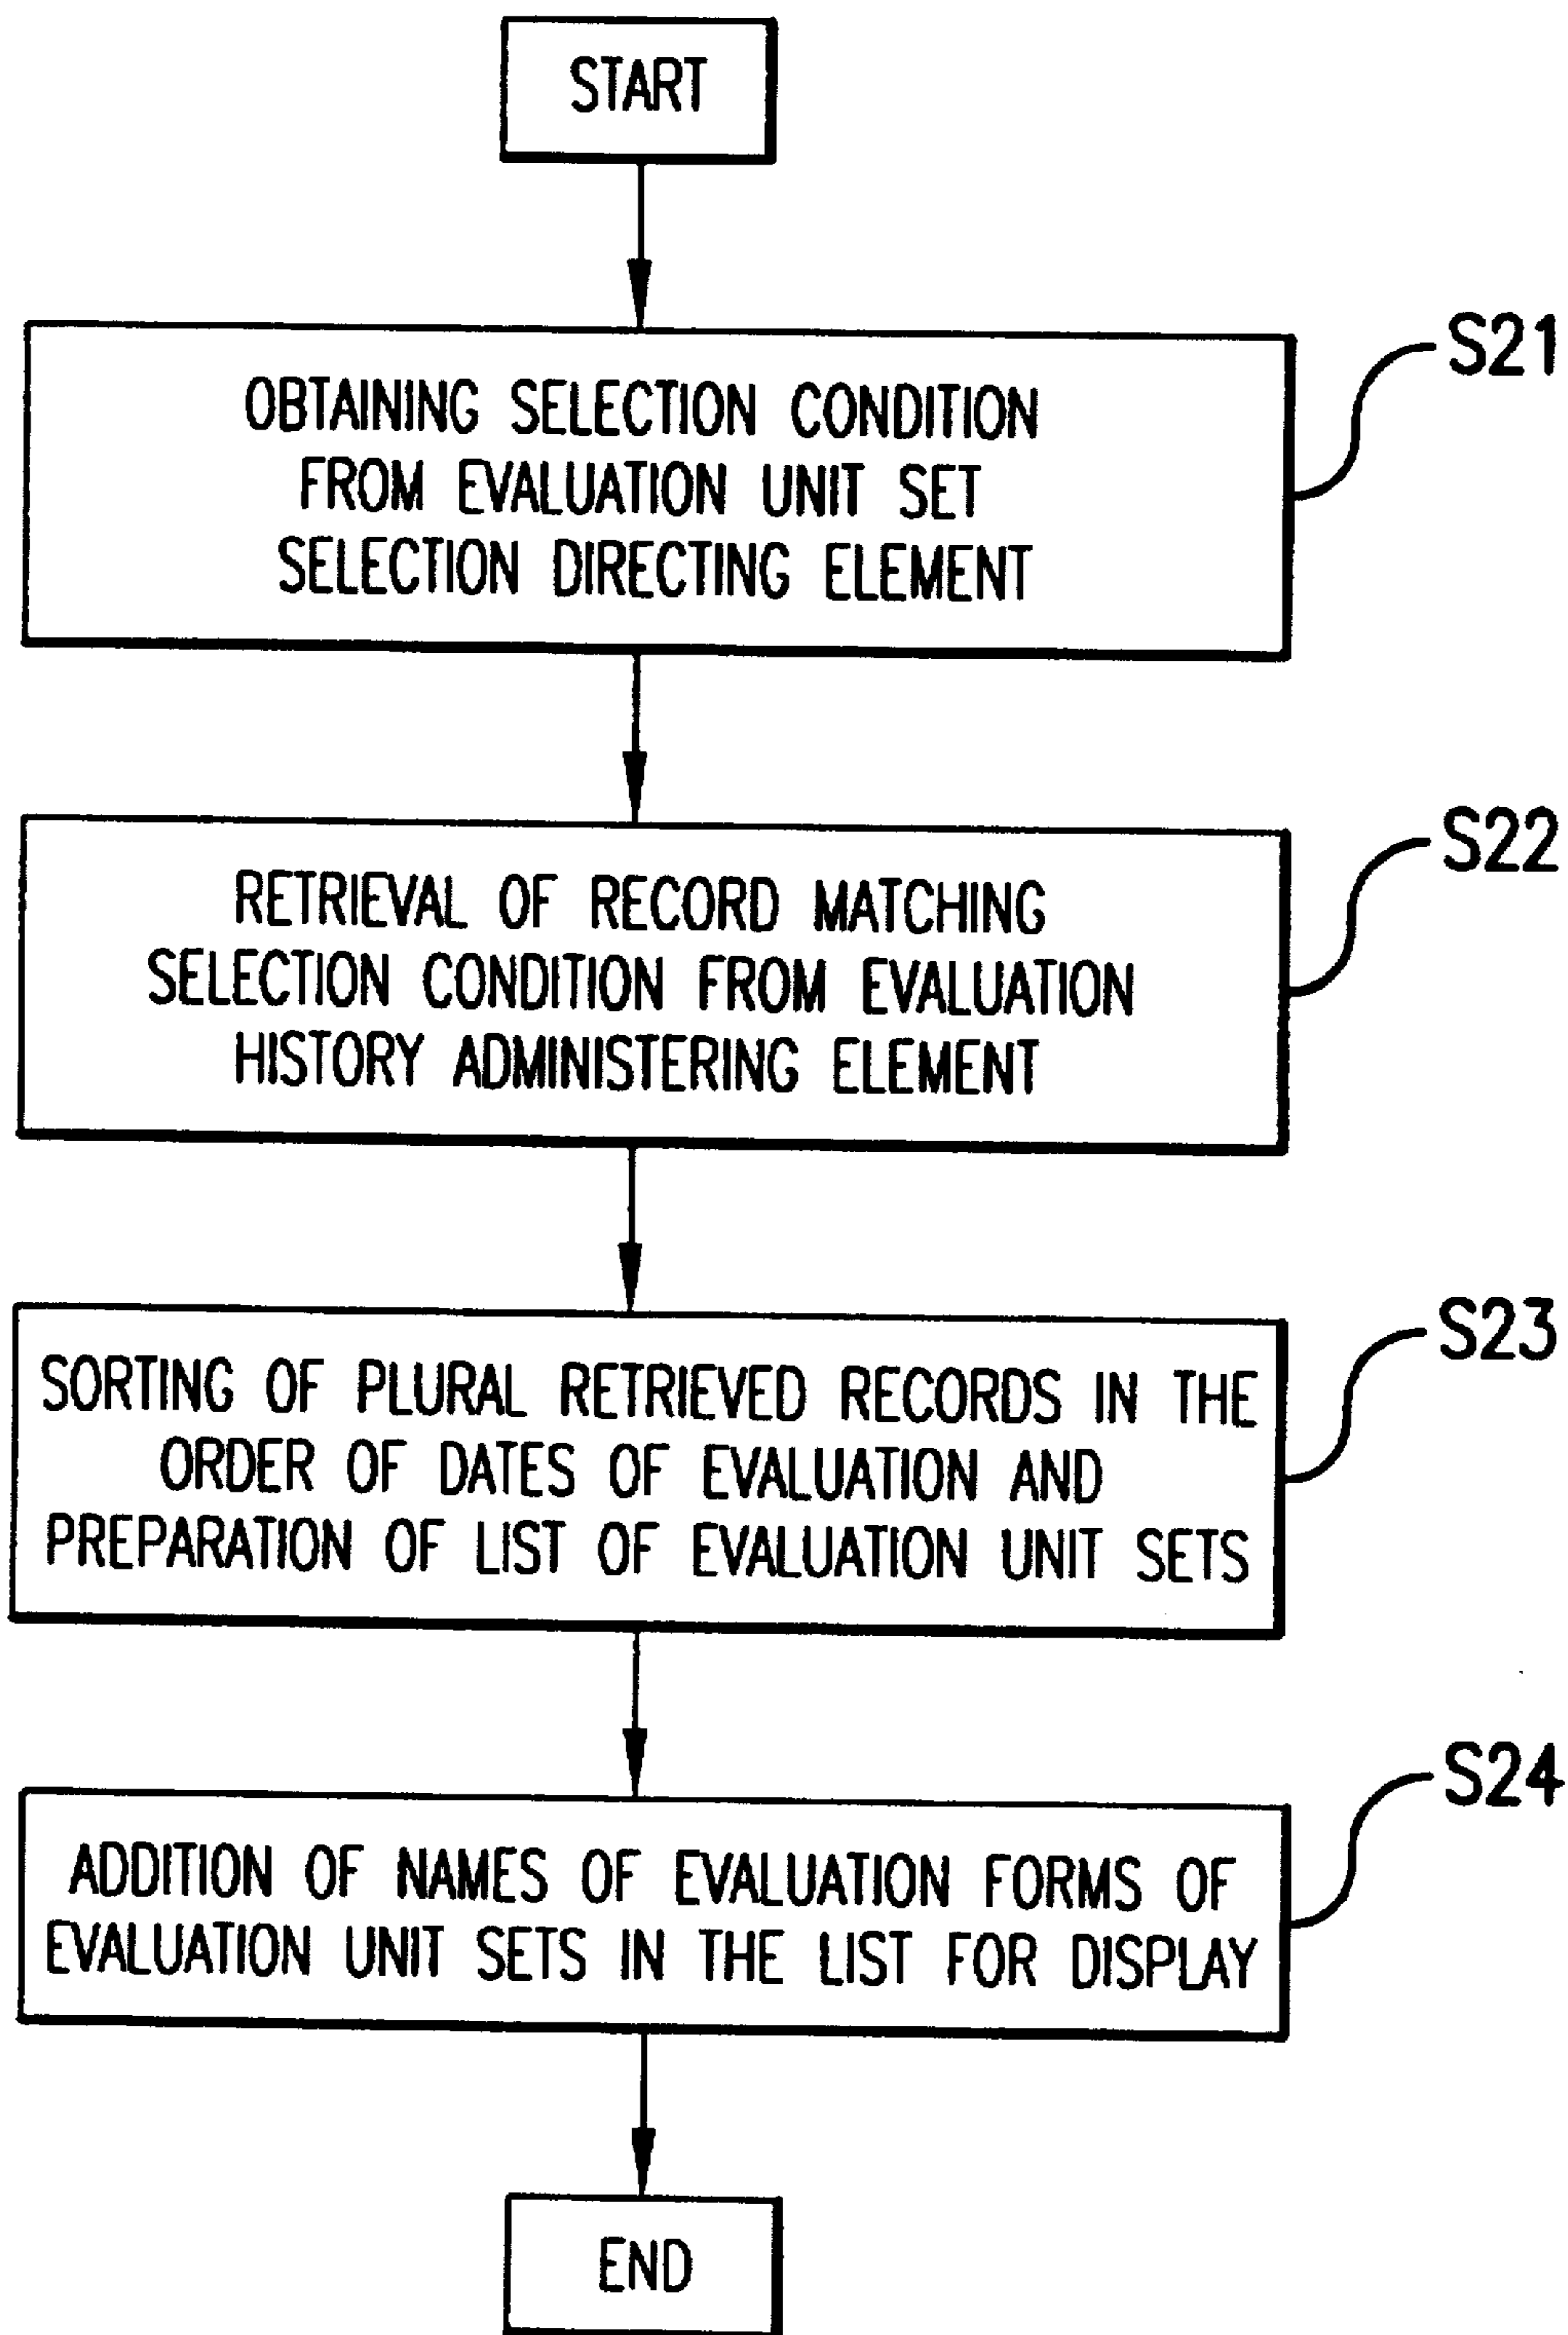 START
S21
OBTAINING SELECTION CONDITION
FROM EVALUATION UNIT SET
SELECTION DIRECTING ELEMENT
S22
RETRIEVAL OF RECORD MATCHING
SELECTION CONDITION FROM EVALUATION
HISTORY ADMINISTERING ELEMENT
S23
SORTING OF PLURAL RETRIEVED RECORDS IN THE
ORDER OF DATES OF EVALUATION AND
PREPARATION OF LIST OF EVALUATION UNIT SETS
S24
ADDITION OF NAMES OF EVALUATION FORMS OF
EVALUATION UNIT SETS IN THE LIST FOR DISPLAY
END